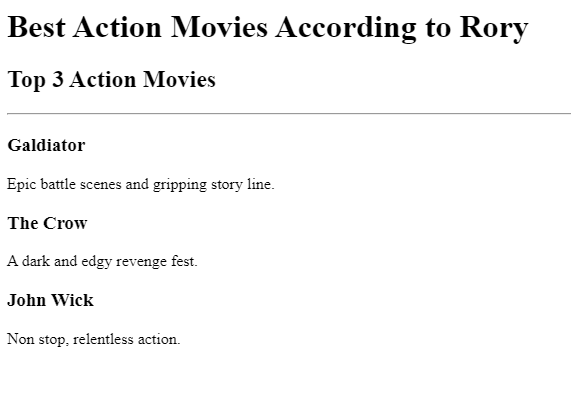 Best Action Movies According to Rory
Top 3 Action Movies
Galdiator
Epic battle scenes and gripping story line.
The Crow
A dark and edgy revenge fest.
John Wick
Non stop, relentless action.